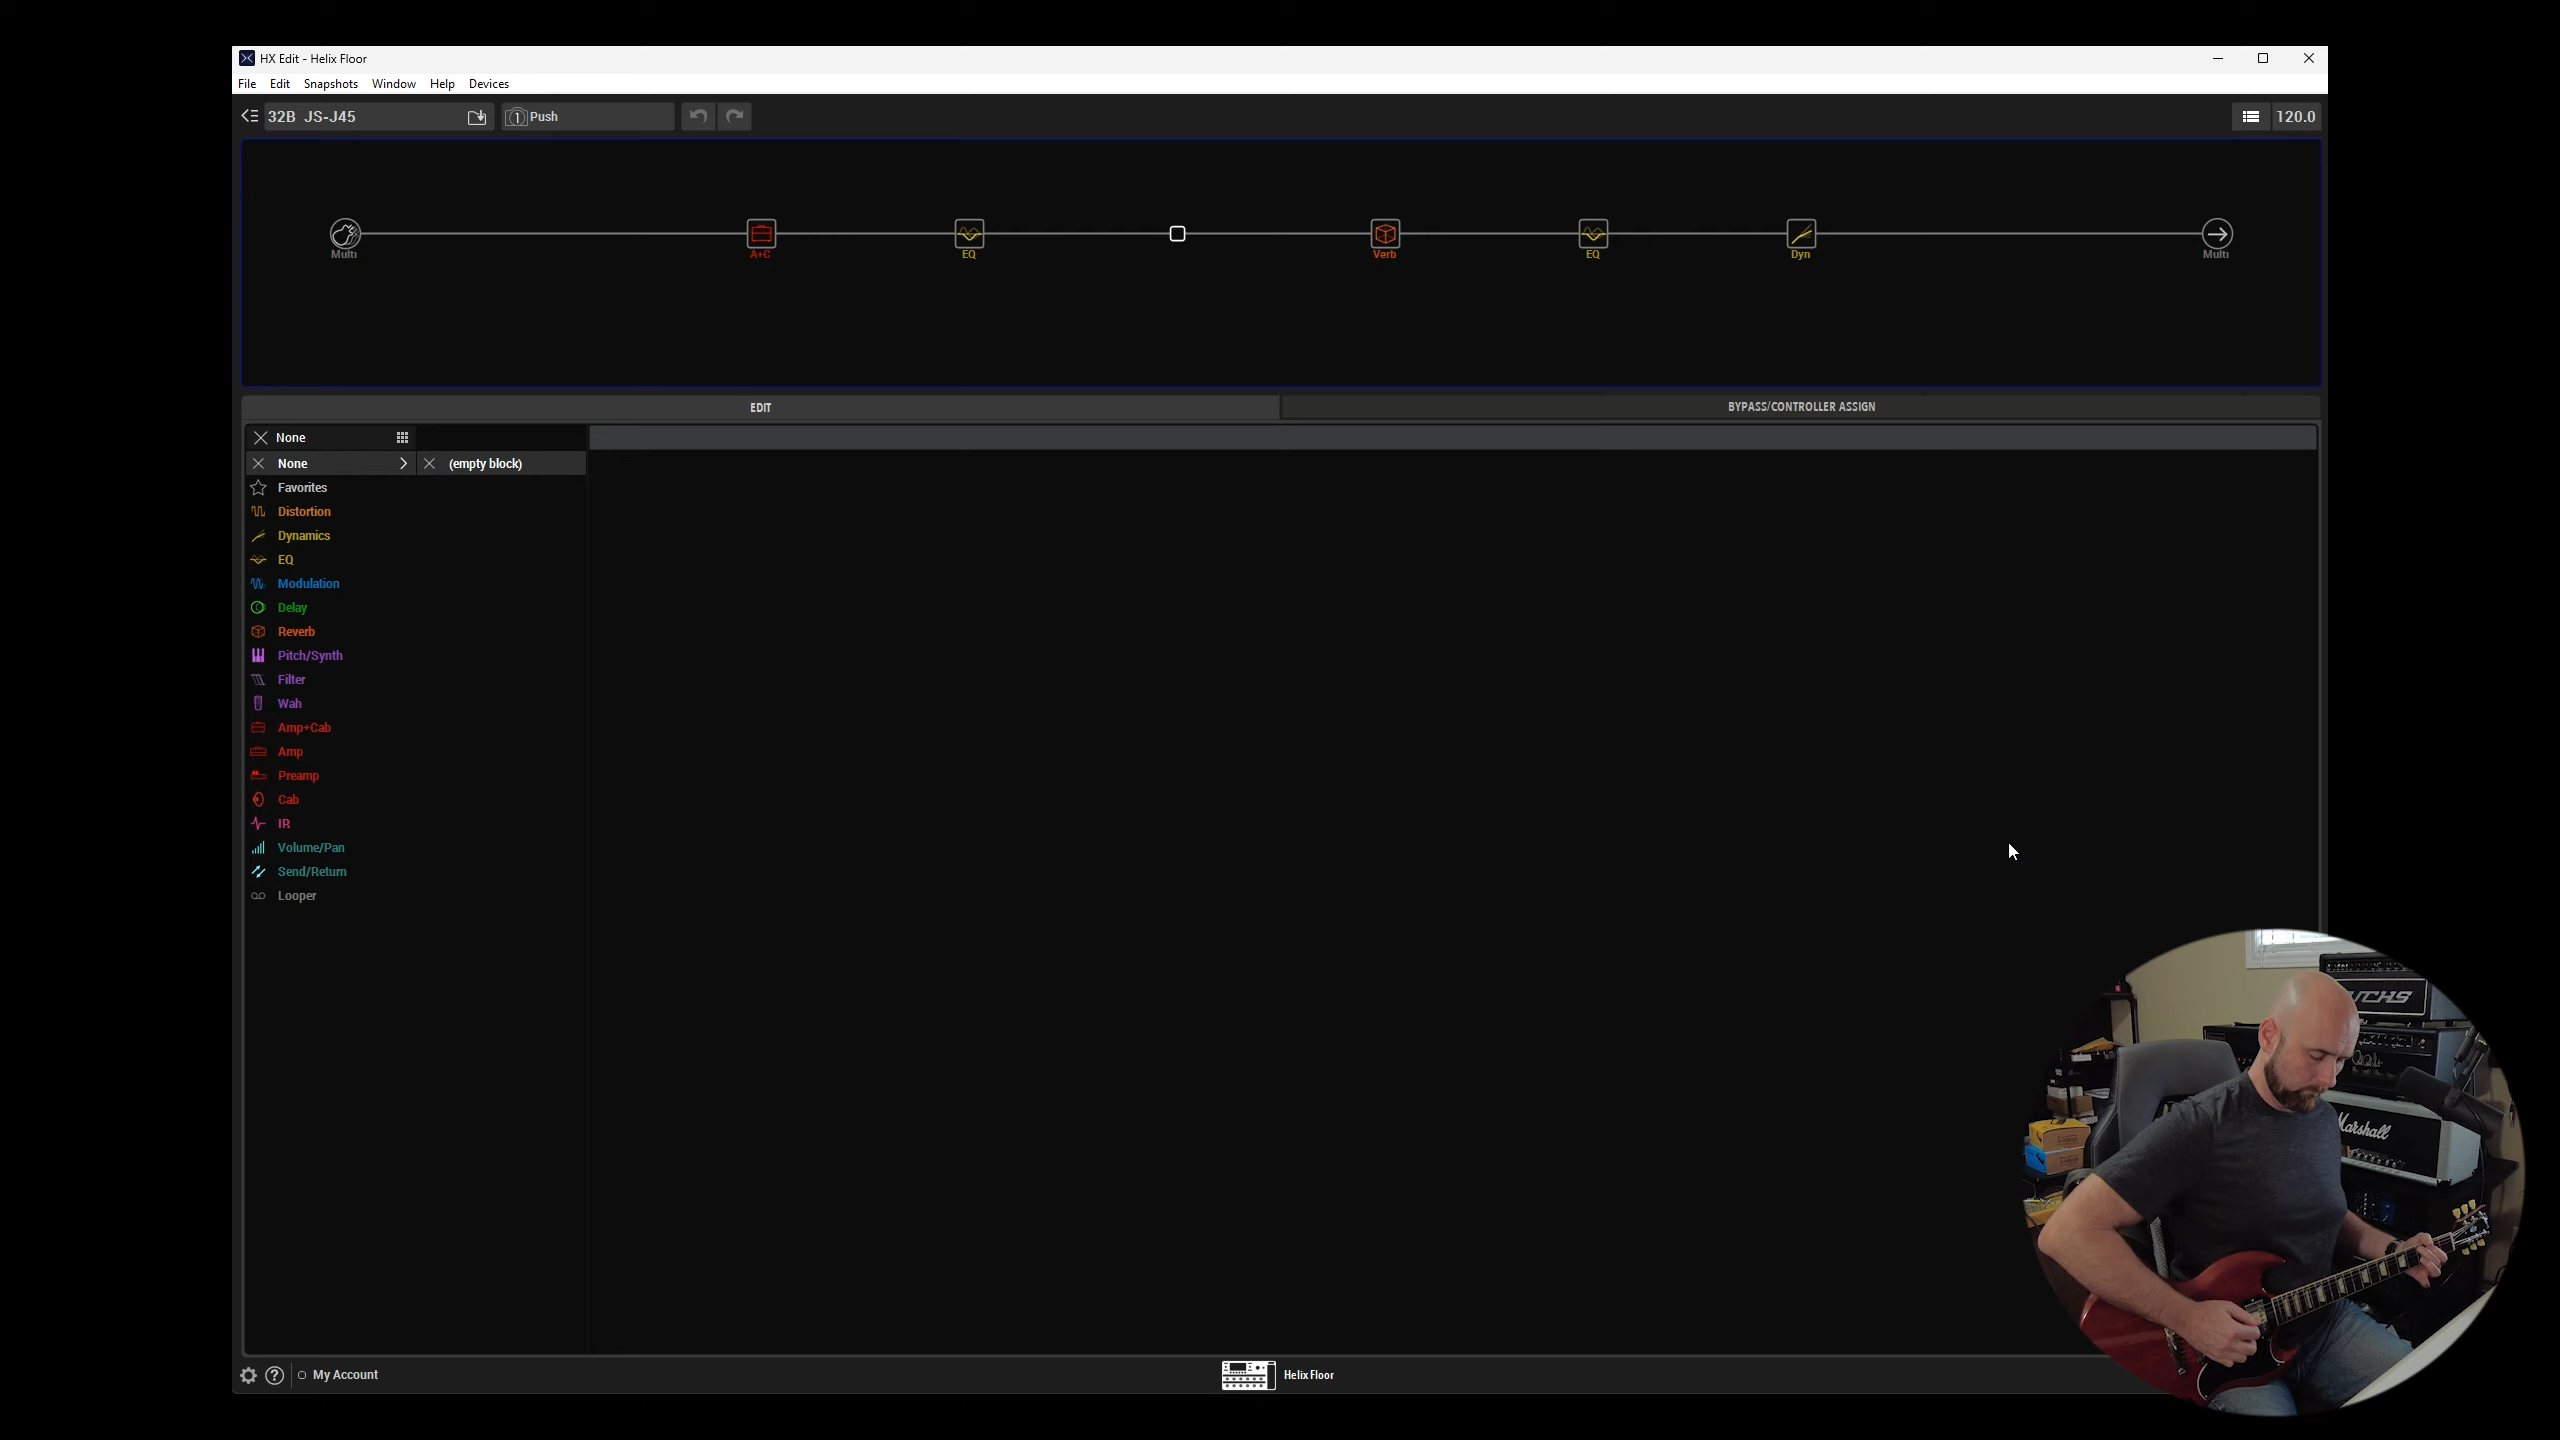 HX Edit - Helix Floor
File Edit Snapshots Window Help Devices
32B JS-J45
1 Push
120.0
Multi
A+C
EQ
Verb
EQ
Dyn
Multi
EDIT
BYPASS/CONTROLLER ASSIGN
None
None
(empty block)
Favorites
Distortion
Dynamics
EQ
Modulation
Delay
Reverb
Pitch/Synth
Filter
Wah
Amp+Cab
Amp
Preamp
Cab
IR
Volume/Pan
Send/Return
Looper
UCHS
Marshall
My Account
Helix Floor